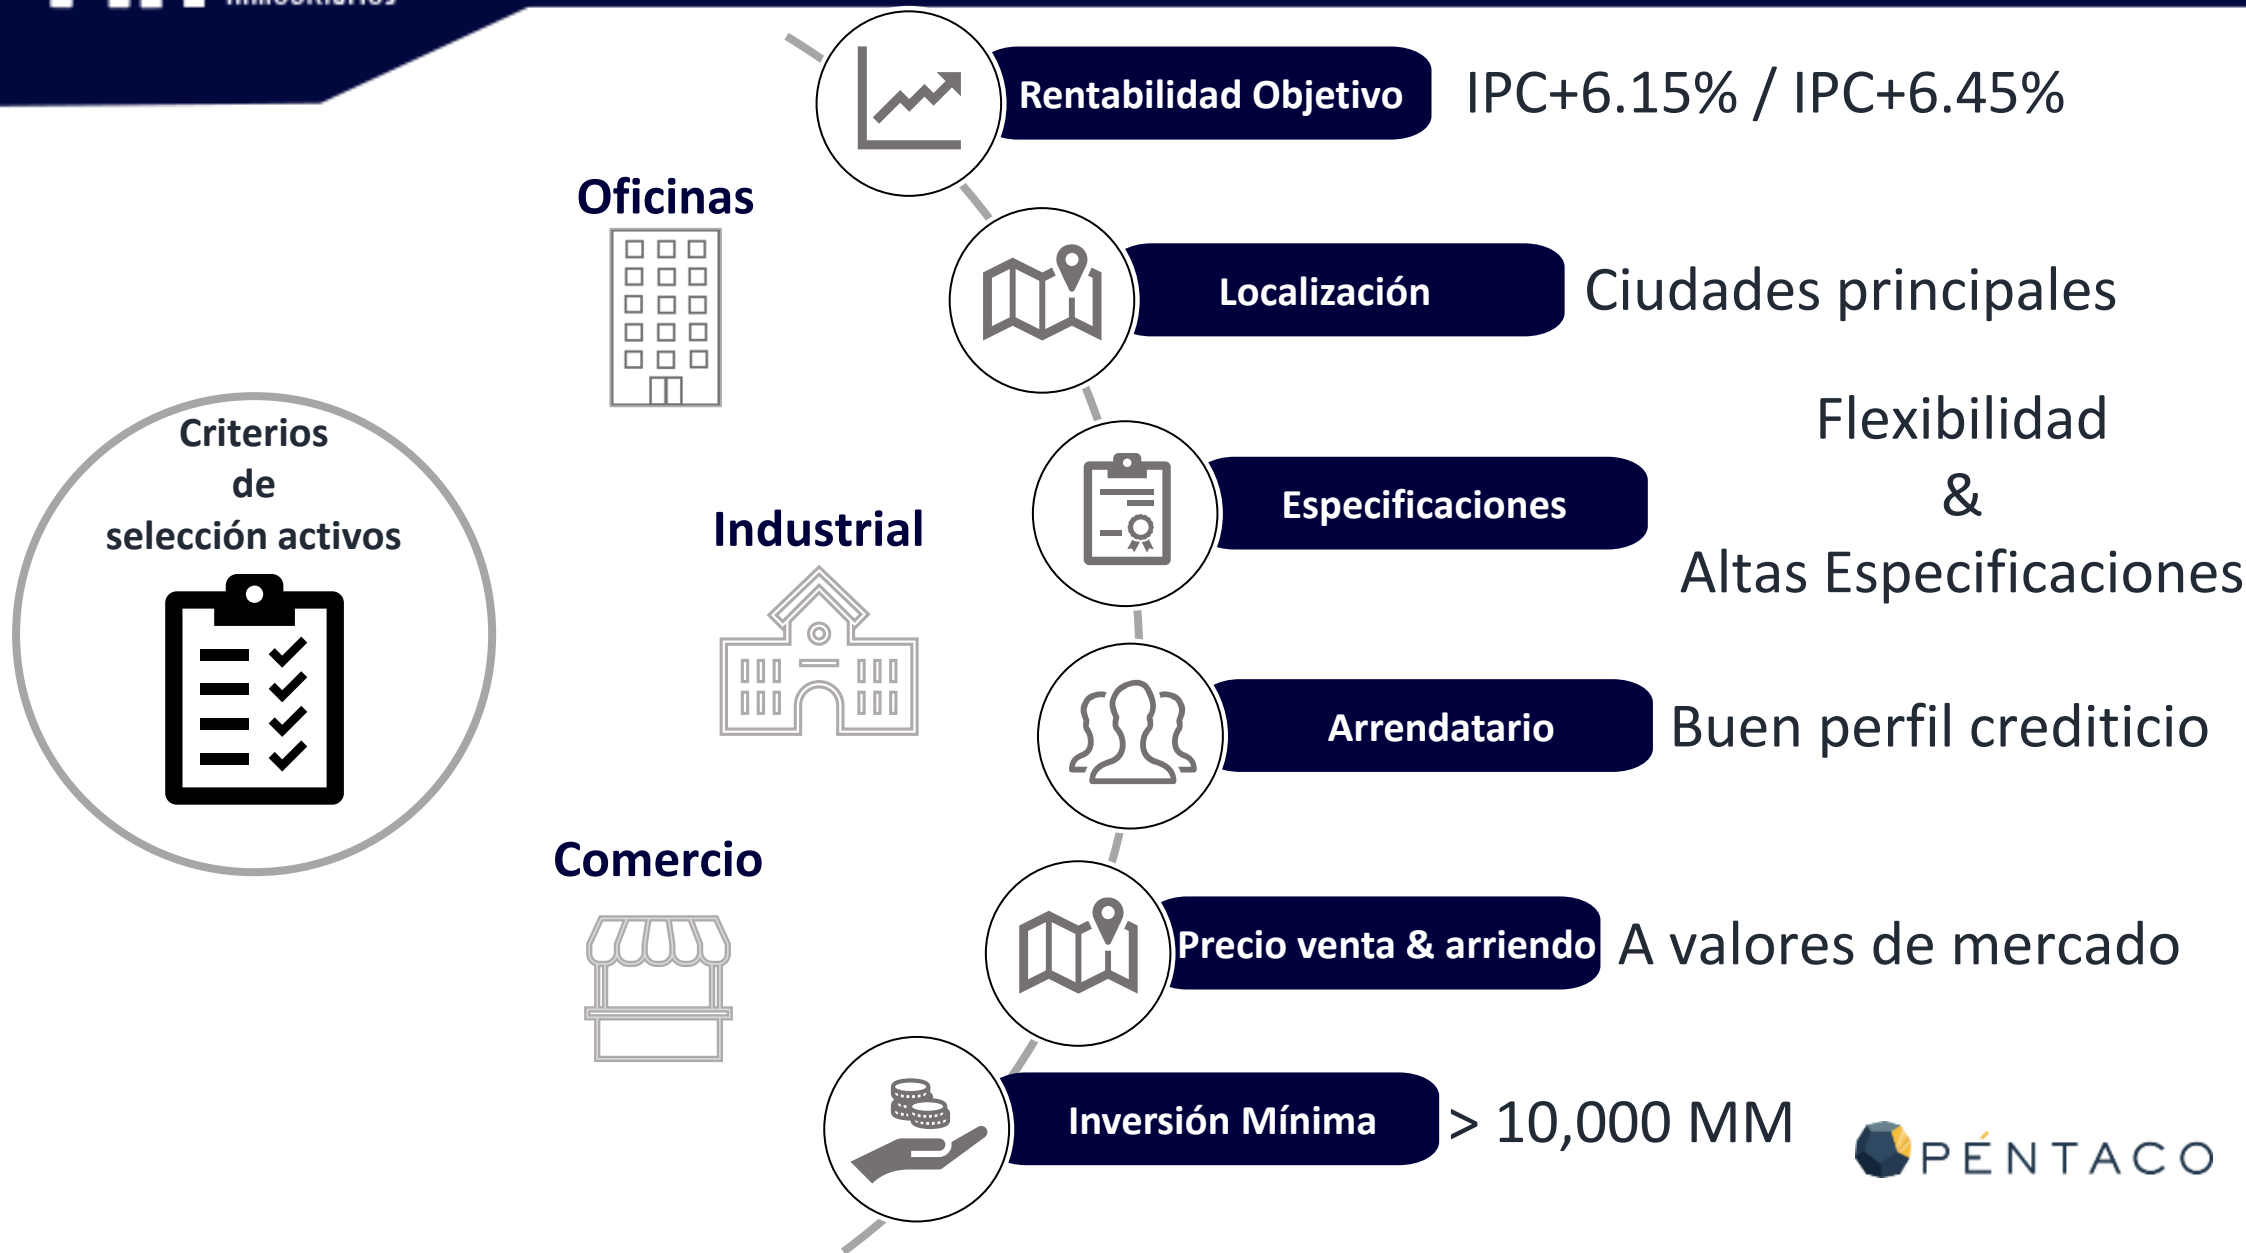 Rentabilidad Objetivo
IPC+6.15% / IPC+6.45%
Oficinas
Localización
Ciudades principales
Criterios
de
selección activos
Industrial
Especificaciones
Flexibilidad
&
Altas Especificaciones
Arrendatario
Buen perfil crediticio
Comercio
Precio venta & arriendo
A valores de mercado
Inversión Mínima
> 10,000 MM
PÉNTACO